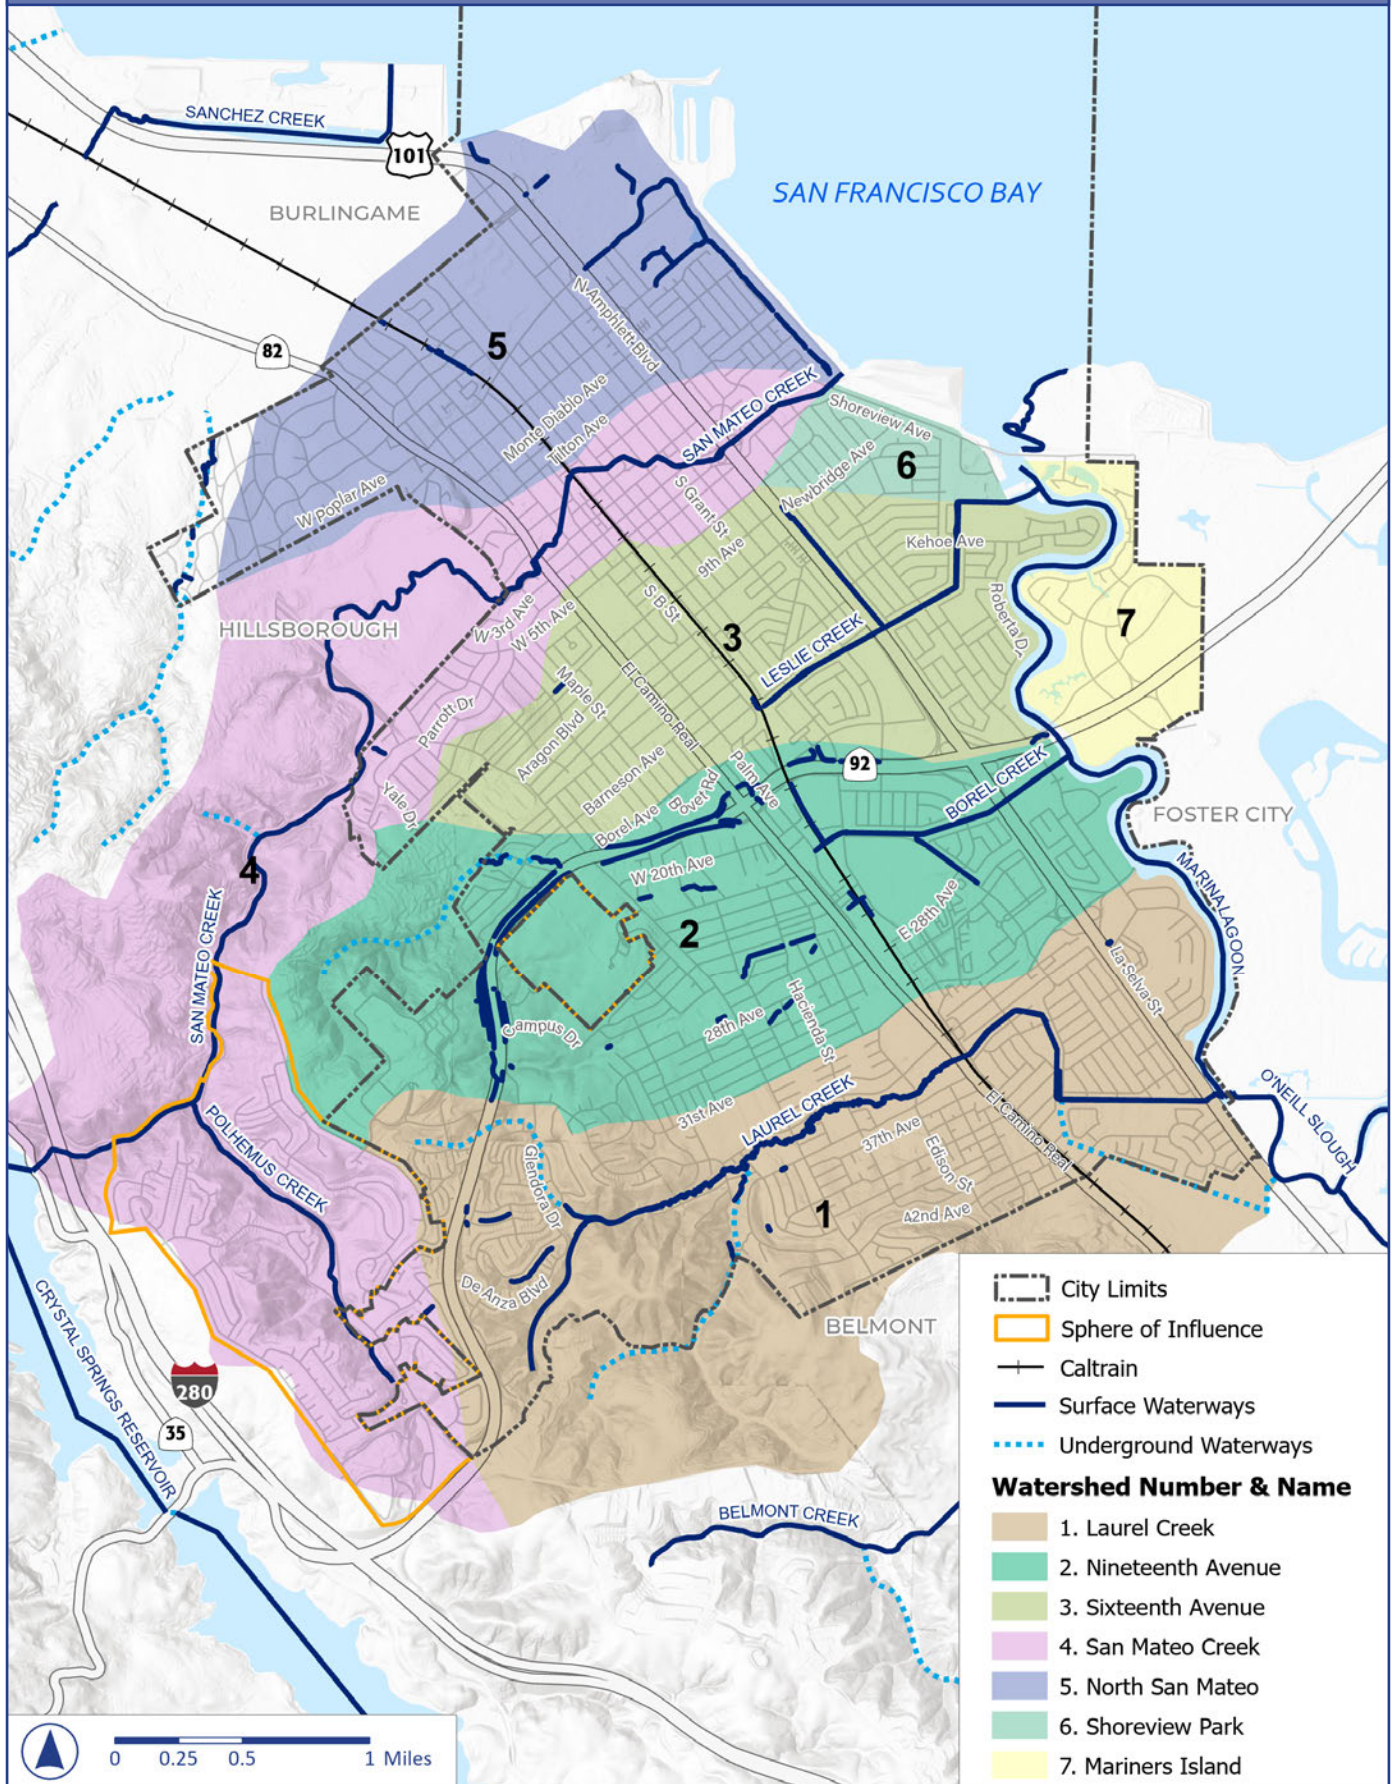 SANCHEZ CREEK
101
BURLINGAME
SAN FRANCISCO BAY
N Amphlett Blvd
82
5
Monte Diablo Ave
Tilton Ave
SAN MATEO CREEK
Shoreview Ave
6
Newbridge Ave
W Poplar Ave
S Grant St
9th Ave
Kehoe Ave
HILLSBOROUGH
W 3rd Ave
W 5th Ave
S B St
3
LESLIE CREEK
Roberta Dr
7
Maple St
El Camino Real
Parrott Dr
Aragon Blvd
Barneson Ave
Palm Ave
92
Yale Dr
Borel Ave
Bovet Rd
BOREL CREEK
FOSTER CITY
4
W 20th Ave
MARINA LAGOON
SAN MATEO CREEK
2
E 28th Ave
La Selva St
Campus Dr
28th Ave
Hacienda St
POLHEMUS CREEK
31st Ave
LAUREL CREEK
El Camino Real
O'NEILL SLOUGH
37th Ave
Edison St
Glendora Dr
1
42nd Ave
De Anza Blvd
BELMONT
CRYSTAL SPRINGS RESERVOIR
280
35
BELMONT CREEK
City Limits
Sphere of Influence
Caltrain
Surface Waterways
Underground Waterways
Watershed Number & Name
1. Laurel Creek
2. Nineteenth Avenue
3. Sixteenth Avenue
4. San Mateo Creek
5. North San Mateo
6. Shoreview Park
7. Mariners Island
0 0.25 0.5 1 Miles